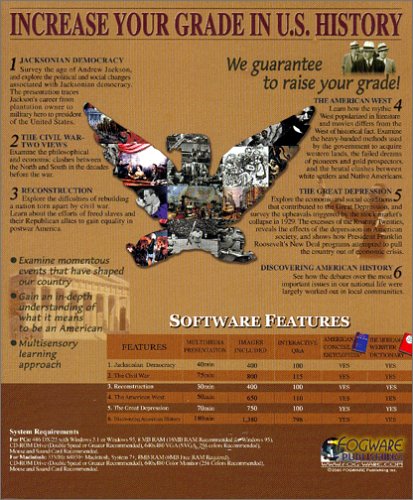 INCREASE YOUR GRADE IN U.S. HISTORY
1 JACKSONIAN DEMOCRACY
Survey the age of Andrew Jackson,
and explore the political and social changes
associated with Jacksonian democracy.
The presentation traces
Jackson's career from
plantation owner to
military hero to president
of the United States.
2 THE CIVIL WAR-
TWO VIEWS
Examine the philosophical
and economic clashes between the
North and South in the decades
before the war.
3 RECONSTRUCTION
Explore the difficulties of rebuilding
a nation torn apart by civil war.
Learn about the efforts of freed slaves and
their Republican allies to gain equality in
postwar America.
Examine momentous
events that have shaped
our country
Gain an in-depth
understanding of
what it means
to be an American
Multisensory
learning
approach
We guarantee
to raise your grade!
THE AMERICAN WEST 4
Learn how the mythic
West popularized in literature
and movies differs from the
West of historical fact. Examine
the heavy-handed methods used
by the government to acquire
western lands, the failed dreams
of pioneers and gold prospectors,
and the brutal clashes between
white settlers and Native Americans.
THE GREAT DEPRESSION 5
Explore the economic and social conditions
that contributed to the Great Depression, and
survey the upheavals triggered by the stock market's
collapse in 1929. The excesses of the Roaring Twenties,
reveals the effects of the depression on American
society, and shows how President Franklin
Roosevelt's New Deal programs attempted to pull
the country out of economic crisis.
DISCOVERING AMERICAN HISTORY 6
See how the debates over the most
important issues in our national life were
largely worked out in local communities.
SOFTWARE FEATURES
FEATURES MULTIMEDIA PRESENTATION IMAGES INCLUDED INTERACTIVE Q&A AMERICAN CONCISE ENCYCLOPEDIA WEBSTER'S DICTIONARY
1. Jacksonian Democracy 40min 400 100 YES YES
2. The Civil War 75min 800 115 YES YES
3. Reconstruction 50min 400 100 YES YES
4. The American West 50min 650 110 YES YES
5. The Great Depression 70min 750 100 YES YES
6. Discovering American History 180min 1,380 796 YES YES
System Requirements
For PCs: 486 DX/25 with Windows 3.1 or Windows 95, 8 MB RAM (16MB RAM Recommended for Windows 95),
CD-ROM Drive (Double Speed or Greater Recommended), 640x480 VGA (SVGA, 256 colors Recommended),
Mouse and Sound Card Recommended.
Macintosh, System 7+, 8MB RAM
CD-ROM Drive (Double Speed or Greater Recommended), 640x480 Color Monitor (256 Colors Recommended),
Mouse and Sound Card Recommended.
FOGWARE
PUBLISHING
FOGWARE Publishing, Inc.